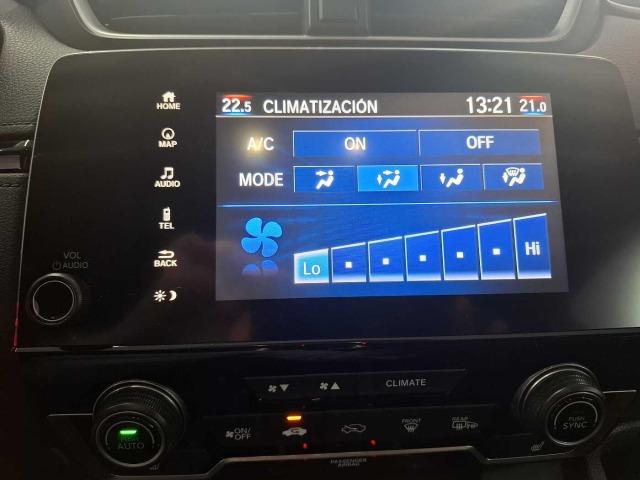 HOME
MAP
AUDIO
TEL
BACK
VOL
AUDIO
22.5 CLIMATIZACIÓN 13:21 21.0
A/C ON OFF
MODE
Lo Hi
CLIMATE
AUTO
ON/OFF
FRONT
REAR
PUSH
SYNC
PASSENGER
AIRBAG